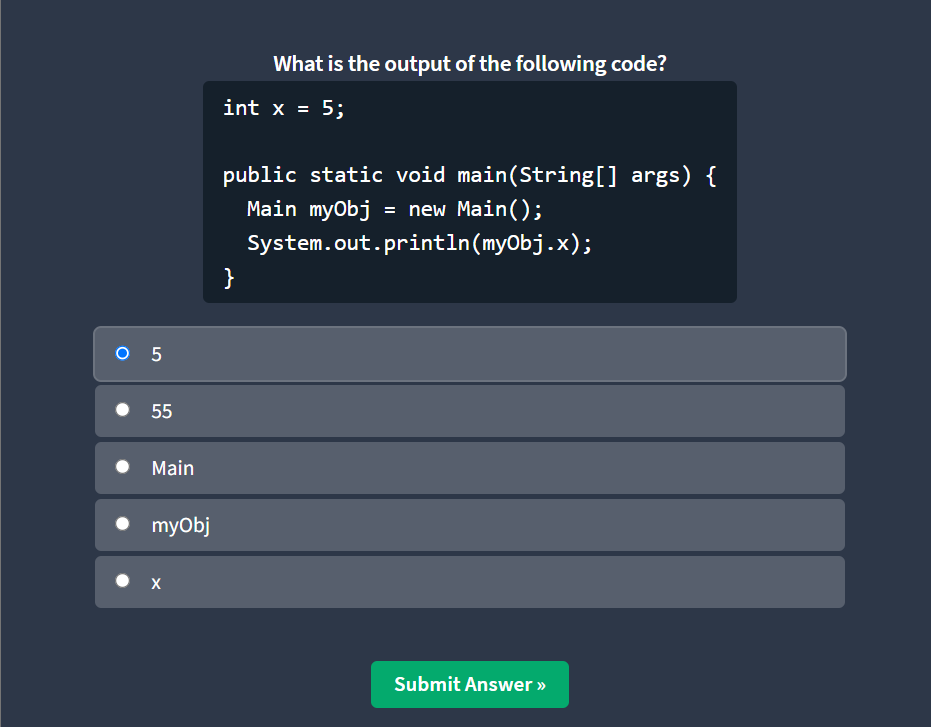 What is the output of the following code?
int x = 5;
public static void main(String[] args) {
  Main myObj = new Main();
  System.out.println(myObj.x);
}
5
55
Main
myObj
x
Submit Answer »